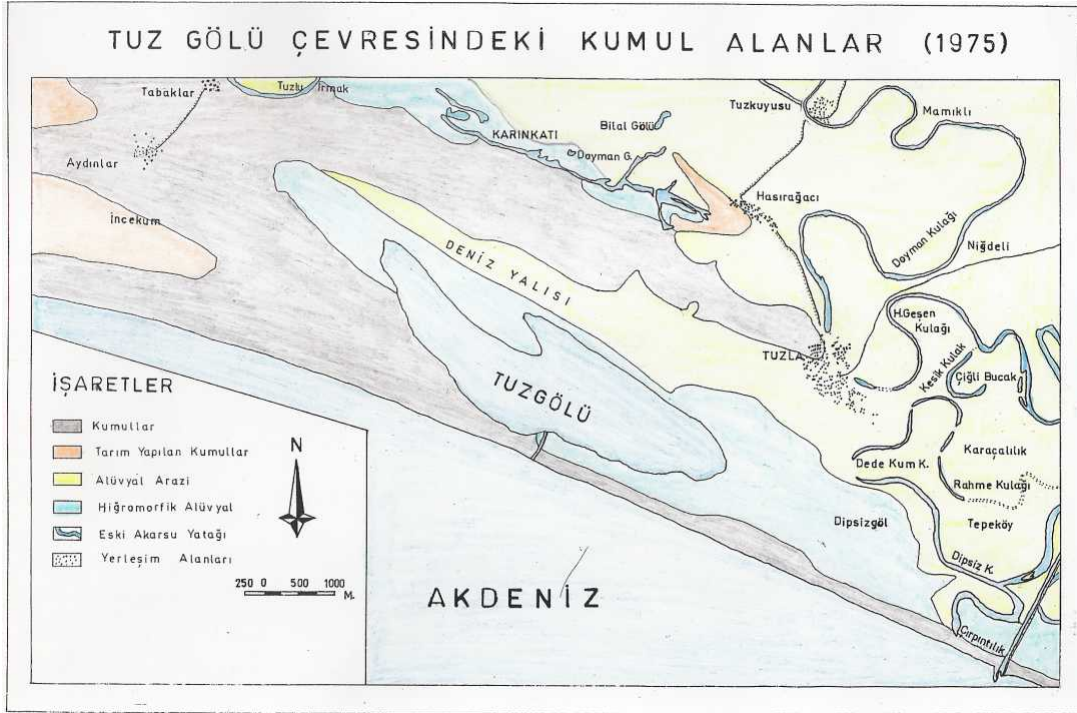 TUZ GÖLÜ ÇEVRESİNDEKİ KUMUL ALANLAR (1975)
Tabaklar
Tuzlu Irmak
Aydınlar
İncekum
KARINKATI
Bilal Gölü
Doyman G.
Tuzkuyusu
Mamıklı
Hasırağacı
Doyman Kulağı
Niğdeli
DENİZ YALISI
H.Geşen
Kulağı
TUZLA
Kesik Kulak
Çiğli Bucak
TUZGÖLÜ
Karaçalılık
Dede Kum K.
Rahme Kulağı
Dipsizgöl
Tepeköy
Dipsiz K.
Çırpıntılık
AKDENİZ
İŞARETLER
Kumullar
Tarım Yapılan Kumullar
Alüvyal Arazi
Hiğromorfik Alüvyal
Eski Akarsu Yatağı
Yerleşim Alanları
N
250 0 500 1000
M.